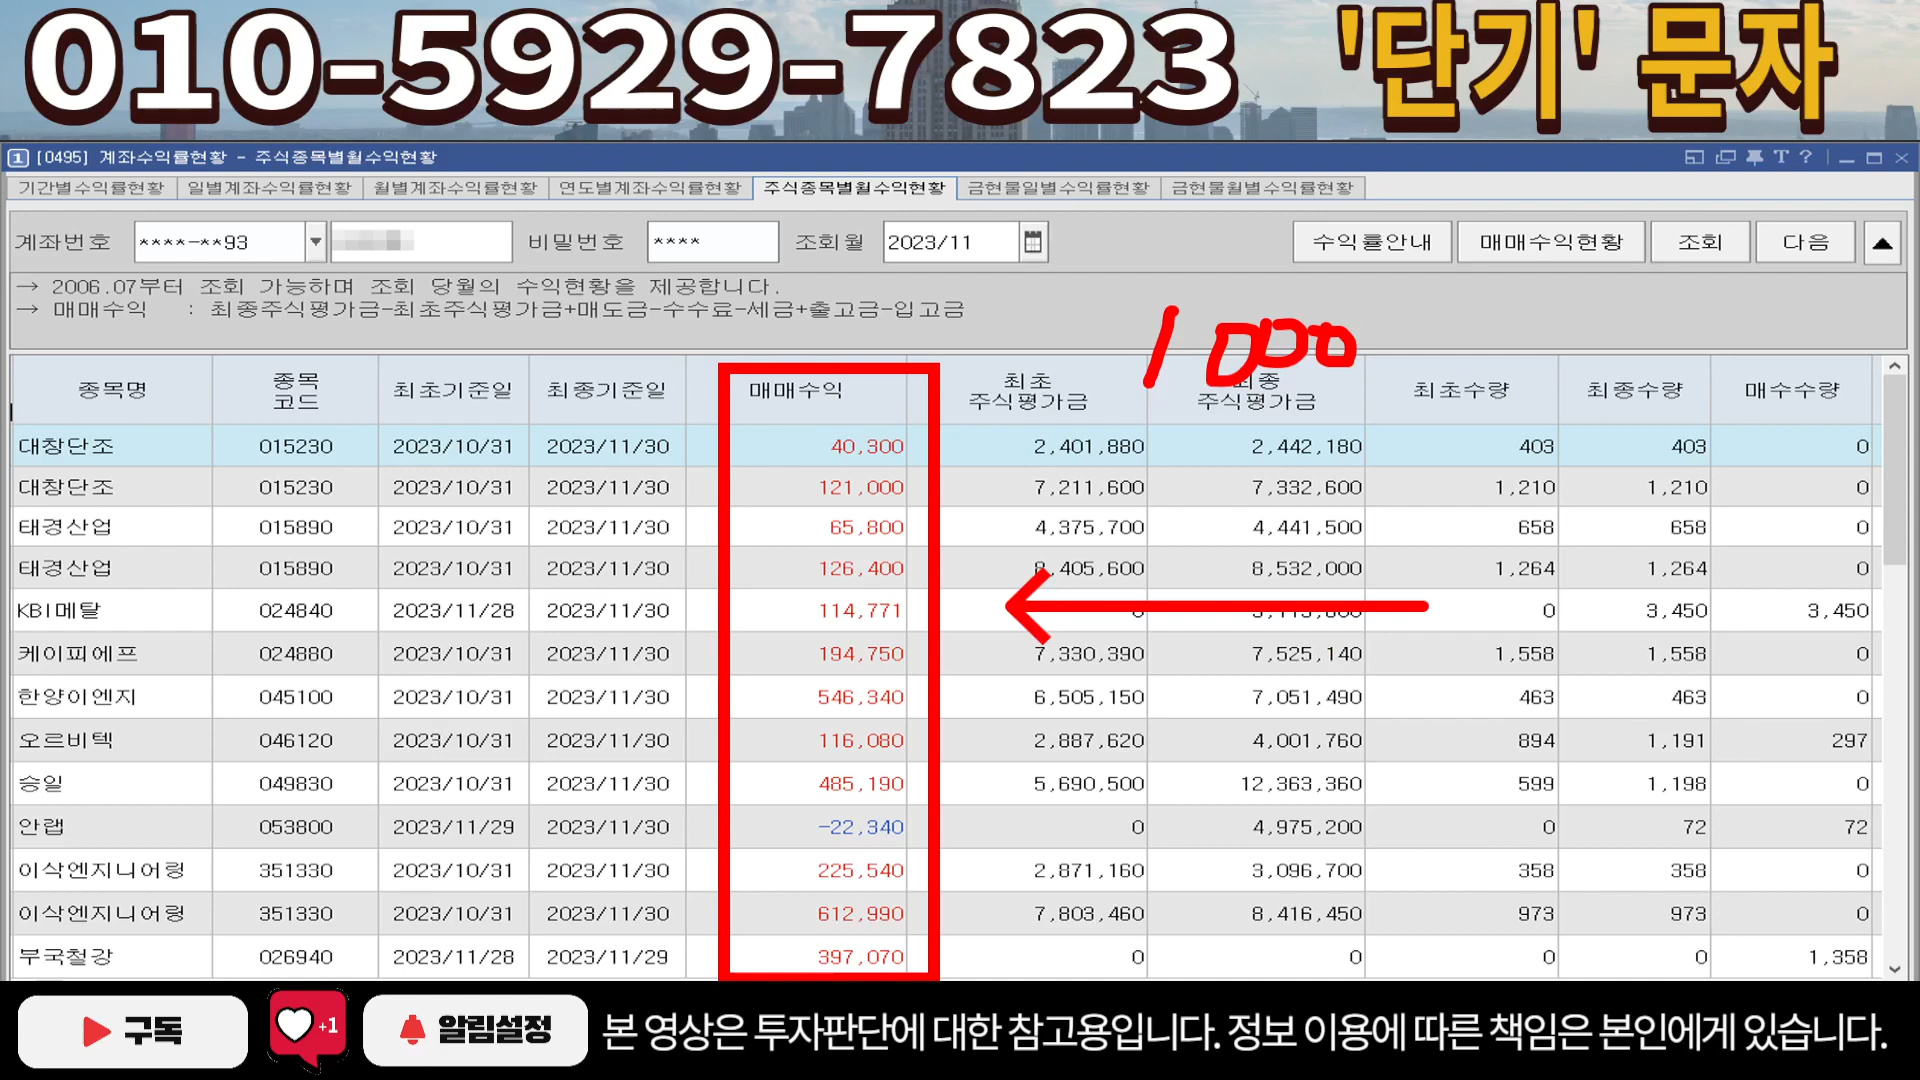 010-5929-7823 '단기' 문자
1 [0495] 계좌수익률현황 - 주식종목별월수익현황
기간별수익률현황 일별계좌수익률현황 월별계좌수익률현황 연도별계좌수익률현황 주식종목별월수익현황 금현물일별수익률현황 금현물월별수익률현황
계좌번호 ****-**93 비밀번호 **** 조회월 2023/11 수익률안내 매매수익현황 조회 다음
→ 2006.07부터 조회 가능하며 조회 당월의 수익현황을 제공합니다.
→ 매매수익 : 최종주식평가금-최초주식평가금+매도금-수수료-세금+출고금-입고금
1000
종목명 종목코드 최초기준일 최종기준일 매매수익 최초주식평가금 최종주식평가금 최초수량 최종수량 매수수량
대창단조 015230 2023/10/31 2023/11/30 40,300 2,401,880 2,442,180 403 403 0
대창단조 015230 2023/10/31 2023/11/30 121,000 7,211,600 7,332,600 1,210 1,210 0
태경산업 015890 2023/10/31 2023/11/30 65,800 4,375,700 4,441,500 658 658 0
태경산업 015890 2023/10/31 2023/11/30 126,400 8,405,600 8,532,000 1,264 1,264 0
KBI메탈 024840 2023/11/28 2023/11/30 114,771 0 0 3,450 3,450
케이피에프 024880 2023/10/31 2023/11/30 194,750 7,330,390 7,525,140 1,558 1,558 0
한양이엔지 045100 2023/10/31 2023/11/30 546,340 6,505,150 7,051,490 463 463 0
오르비텍 046120 2023/10/31 2023/11/30 116,080 2,887,620 4,001,760 894 1,191 297
승일 049830 2023/10/31 2023/11/30 485,190 5,690,500 12,363,360 599 1,198 0
안랩 053800 2023/11/29 2023/11/30 -22,340 0 4,975,200 0 72 72
이삭엔지니어링 351330 2023/10/31 2023/11/30 225,540 2,871,160 3,096,700 358 358 0
이삭엔지니어링 351330 2023/10/31 2023/11/30 612,990 7,803,460 8,416,450 973 973 0
부국철강 026940 2023/11/28 2023/11/29 397,070 0 0 0 0 1,358
구독 +1 알림설정 본 영상은 투자판단에 대한 참고용입니다. 정보 이용에 따른 책임은 본인에게 있습니다.